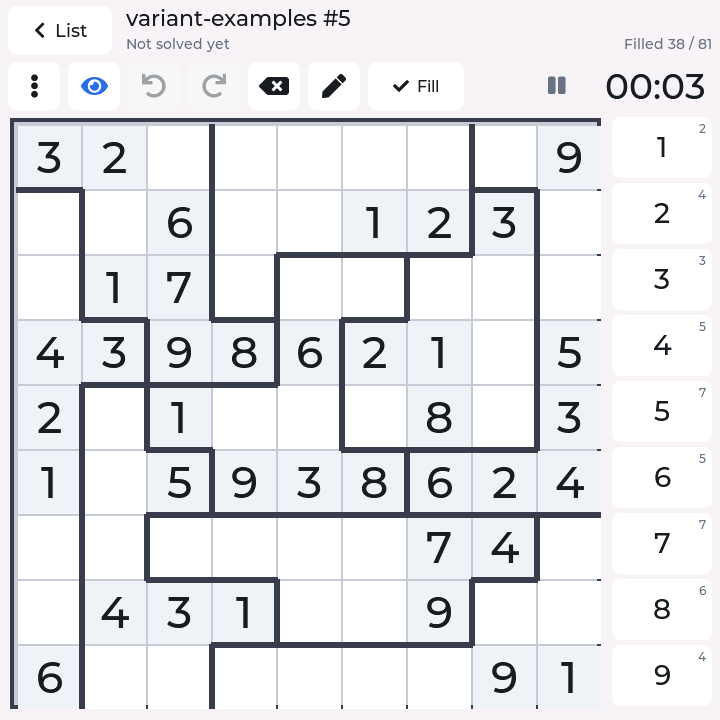 List
variant-examples #5
Not solved yet
Filled 38 / 81
Fill
00:03
3 2 9
6 1 2 3
1 7
4 3 9 8 6 2 1 5
2 1 8 3
1 5 9 3 8 6 2 4
7 4
4 3 1 9
6 9 1
1 2
2 4
3 3
4 5
5 7
6 5
7 7
8 6
9 4